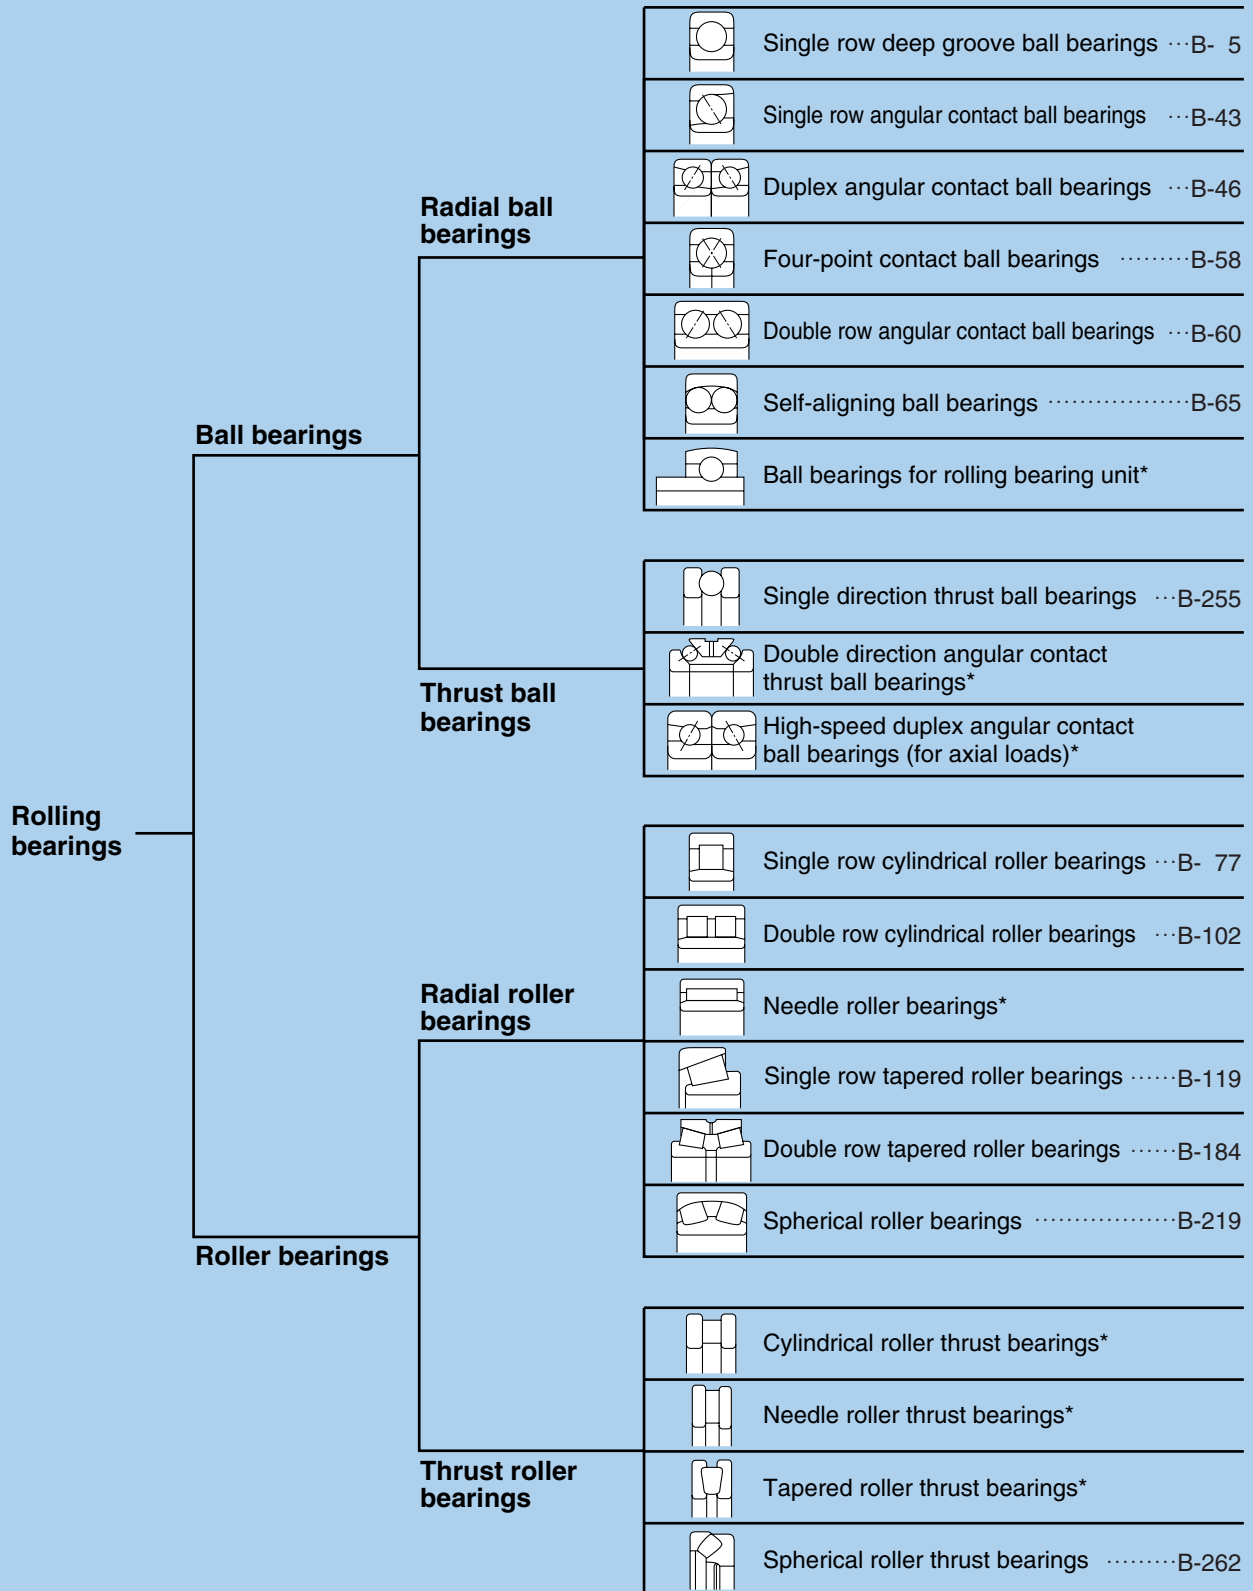 Rolling
bearings
Ball bearings
Radial ball
bearings
Single row deep groove ball bearings ···B- 5
Single row angular contact ball bearings ···B-43
Duplex angular contact ball bearings ···B-46
Four-point contact ball bearings ·········B-58
Double row angular contact ball bearings ···B-60
Self-aligning ball bearings ··················B-65
Ball bearings for rolling bearing unit*
Thrust ball
bearings
Single direction thrust ball bearings ···B-255
Double direction angular contact
thrust ball bearings*
High-speed duplex angular contact
ball bearings (for axial loads)*
Roller bearings
Radial roller
bearings
Single row cylindrical roller bearings ···B- 77
Double row cylindrical roller bearings ···B-102
Needle roller bearings*
Single row tapered roller bearings ······B-119
Double row tapered roller bearings ······B-184
Spherical roller bearings ··················B-219
Thrust roller
bearings
Cylindrical roller thrust bearings*
Needle roller thrust bearings*
Tapered roller thrust bearings*
Spherical roller thrust bearings ·········B-262